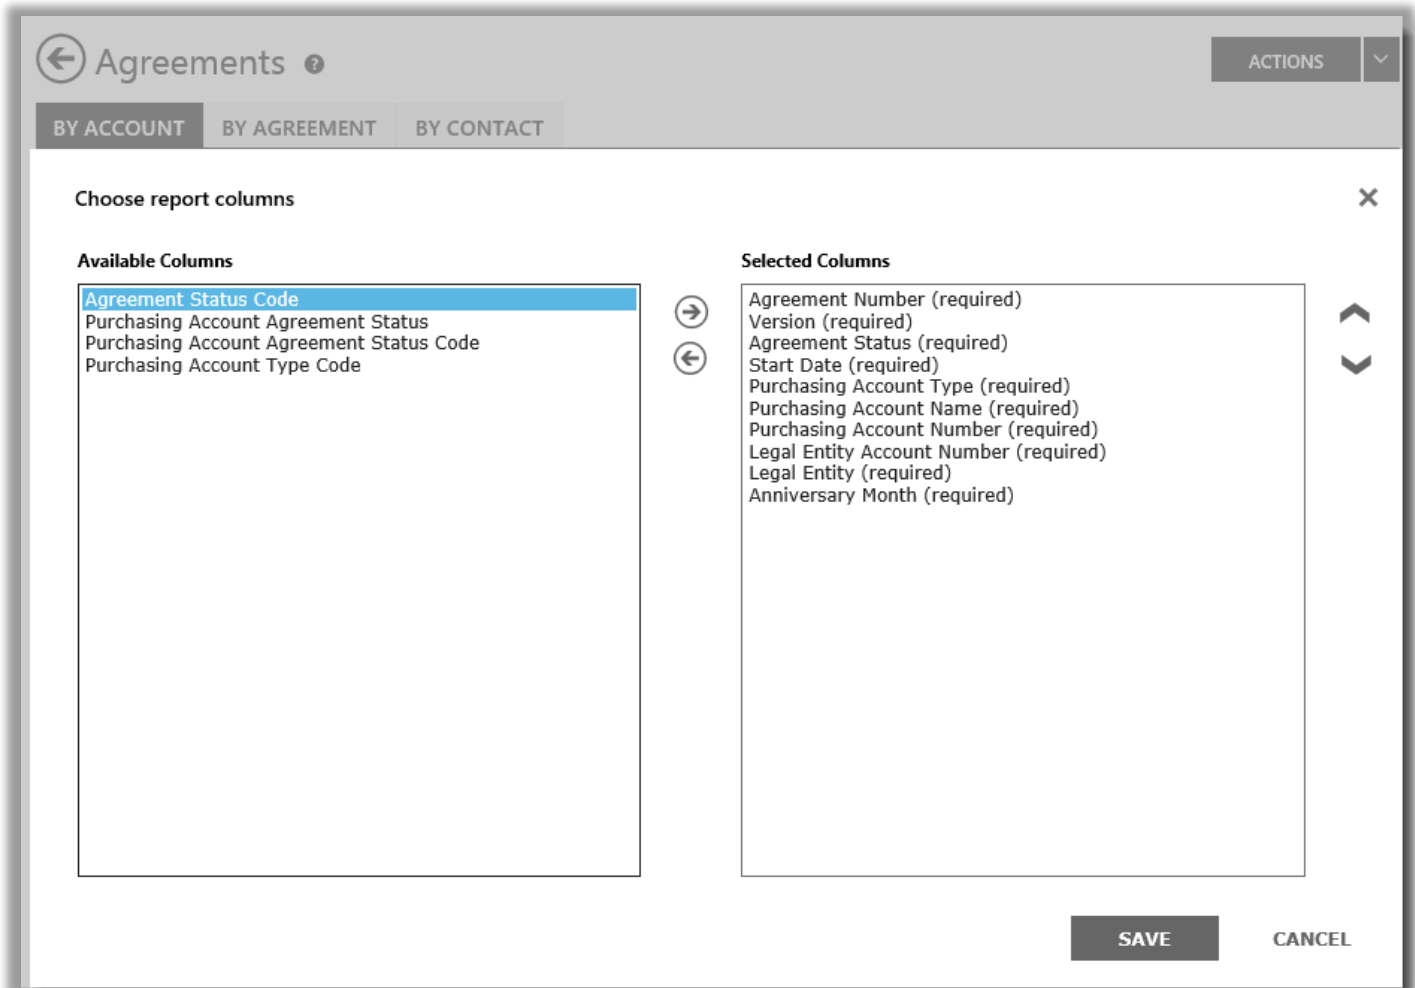 Agreements ?
ACTIONS
BY ACCOUNT BY AGREEMENT BY CONTACT
Choose report columns
Available Columns
Agreement Status Code
Purchasing Account Agreement Status
Purchasing Account Agreement Status Code
Purchasing Account Type Code
Selected Columns
Agreement Number (required)
Version (required)
Agreement Status (required)
Start Date (required)
Purchasing Account Type (required)
Purchasing Account Name (required)
Purchasing Account Number (required)
Legal Entity Account Number (required)
Legal Entity (required)
Anniversary Month (required)
SAVE CANCEL